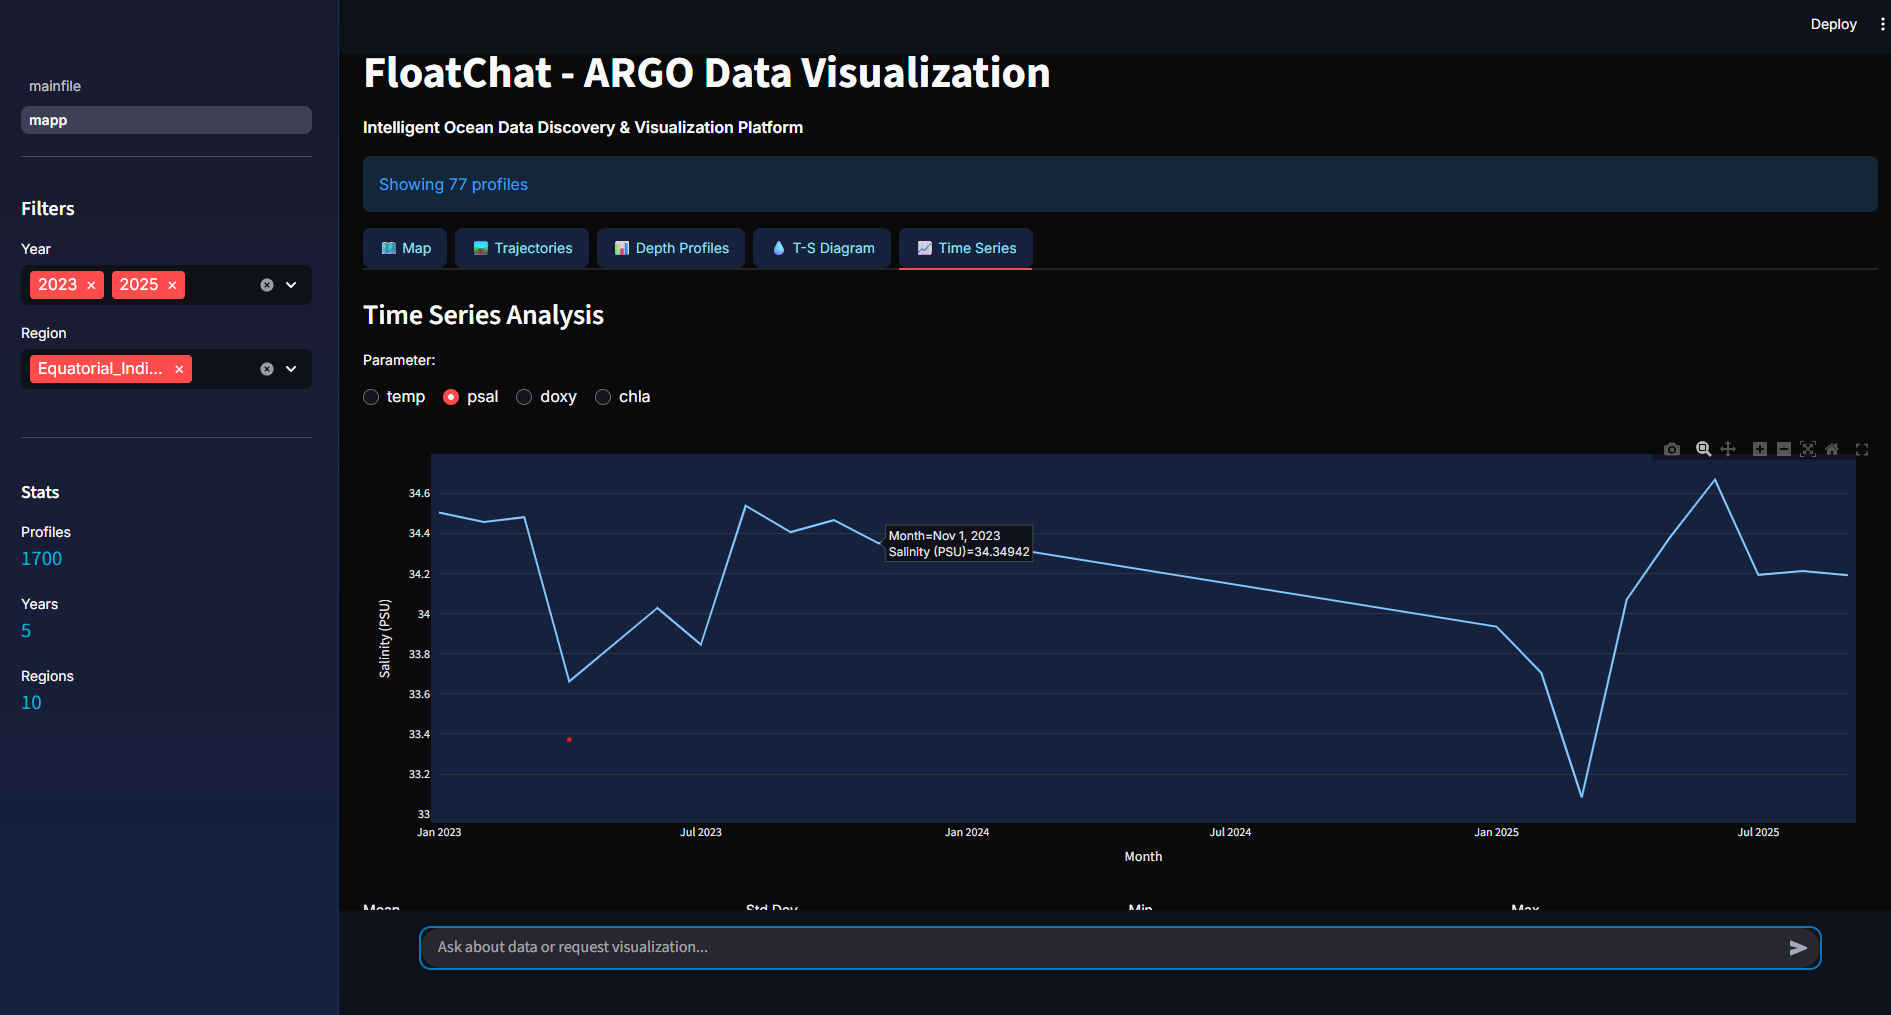 Deploy
mainfile
mapp
Filters
Year
2023 × 2025 ×
Region
Equatorial_Indi... ×
Stats
Profiles
1700
Years
5
Regions
10
FloatChat - ARGO Data Visualization
Intelligent Ocean Data Discovery & Visualization Platform
Showing 77 profiles
Map Trajectories Depth Profiles T-S Diagram Time Series
Time Series Analysis
Parameter:
temp psal doxy chla
34.6
34.4
34.2
34
33.8
33.6
33.4
33.2
33
Salinity (PSU)
Month=Nov 1, 2023
Salinity (PSU)=34.34942
Jan 2023 Jul 2023 Jan 2024 Jul 2024 Jan 2025 Jul 2025
Month
Mean Std Dev Min Max
Ask about data or request visualization...